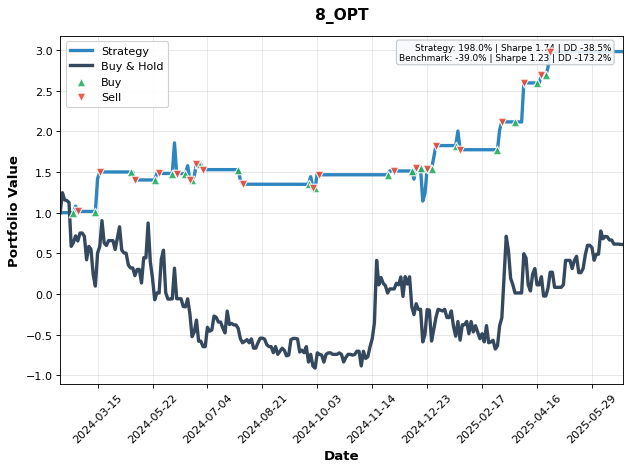 8_OPT
Strategy: 198.0% | Sharpe 1.74 | DD -38.5%
Benchmark: -39.0% | Sharpe 1.23 | DD -173.2%
Strategy
Buy & Hold
Buy
Sell
Portfolio Value
3.0
2.5
2.0
1.5
1.0
0.5
0.0
−0.5
−1.0
2024-03-15
2024-05-22
2024-07-04
2024-08-21
2024-10-03
2024-11-14
2024-12-23
2025-02-17
2025-04-16
2025-05-29
Date